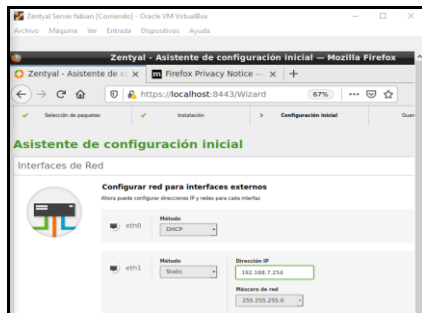 Zentyal Server fabian [Corriendo] - Oracle VM VirtualBox
Archivo Máquina Ver Entrada Dispositivos Ayuda
Zentyal - Asistente de configuración inicial — Mozilla Firefox
Zentyal - Asistente de co × Firefox Privacy Notice — × +
https://localhost:8443/Wizard 67%
Selección de paquetes Instalación > Configuración inicial Guar
Asistente de configuración inicial
Interfaces de Red
Configurar red para interfaces externos
Ahora puede configurar direcciones IP y redes para cada interfaz
Método
eth0 DHCP
Método Dirección IP
eth1 Static 192.168.7.254
Máscara de red
255.255.255.0